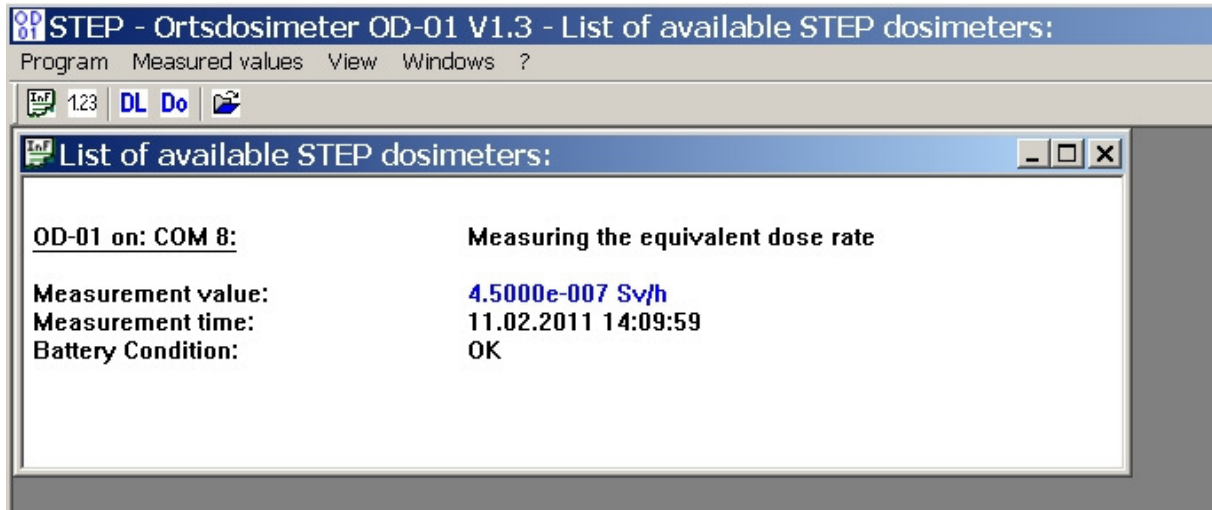 STEP - Ortsdosimeter OD-01 V1.3 - List of available STEP dosimeters:
Program Measured values View Windows ?
InF 1.23 DL Do
List of available STEP dosimeters:
OD-01 on: COM 8: Measuring the equivalent dose rate
Measurement value: 4.5000e-007 Sv/h
Measurement time: 11.02.2011 14:09:59
Battery Condition: OK